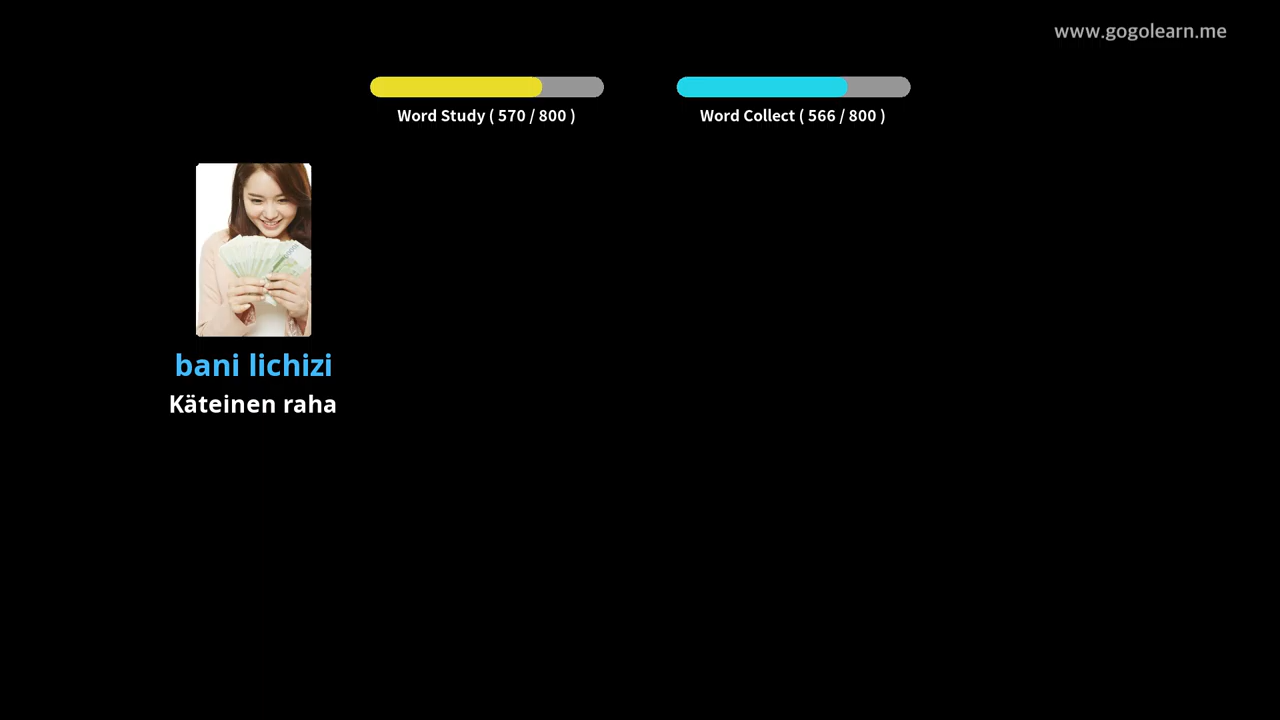 www.gogolearn.me
Word Study ( 570 / 800 )
Word Collect ( 566 / 800 )
bani lichizi
Käteinen raha